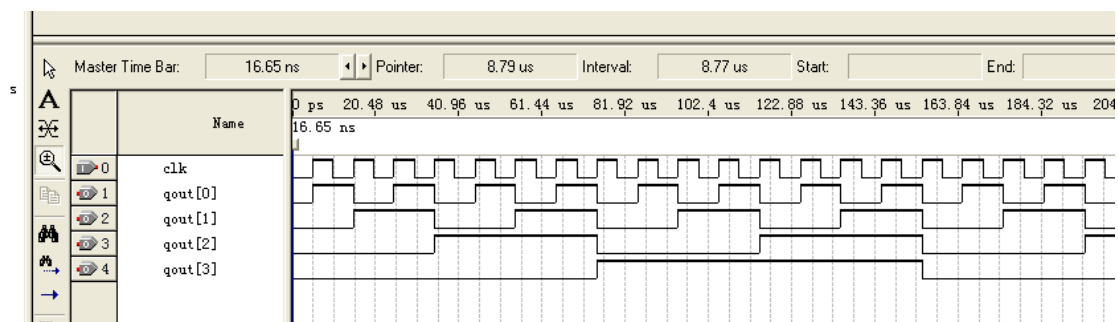 Master Time Bar: 16.65 ns Pointer: 8.79 us Interval: 8.77 us Start: End:
s
A
Name
0 ps 20.48 us 40.96 us 61.44 us 81.92 us 102.4 us 122.88 us 143.36 us 163.84 us 184.32 us 204
16.65 ns
0 clk
1 qout[0]
2 qout[1]
3 qout[2]
4 qout[3]